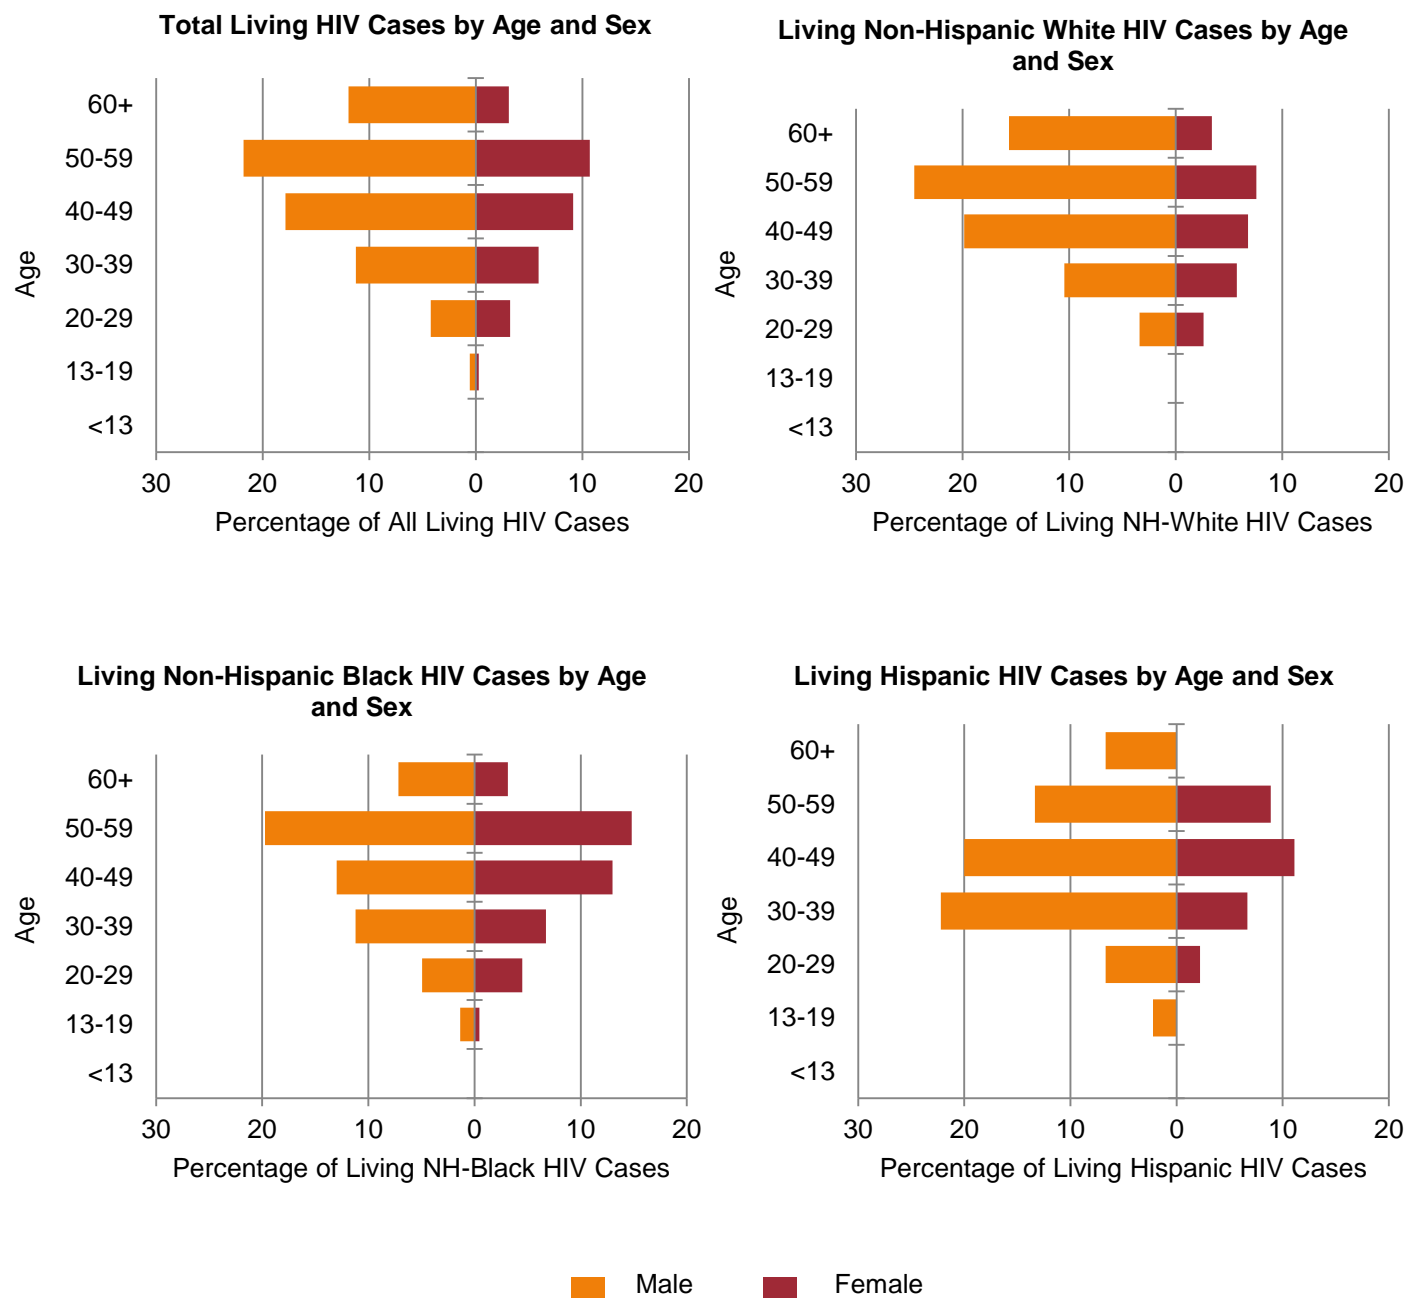 Total Living HIV Cases by Age and Sex
60+
50-59
40-49
30-39
20-29
13-19
<13
Age
30 20 10 0 10 20
Percentage of All Living HIV Cases
Living Non-Hispanic White HIV Cases by Age
and Sex
60+
50-59
40-49
30-39
20-29
13-19
<13
Age
30 20 10 0 10 20
Percentage of Living NH-White HIV Cases
Living Non-Hispanic Black HIV Cases by Age
and Sex
60+
50-59
40-49
30-39
20-29
13-19
<13
Age
30 20 10 0 10 20
Percentage of Living NH-Black HIV Cases
Living Hispanic HIV Cases by Age and Sex
60+
50-59
40-49
30-39
20-29
13-19
<13
Age
30 20 10 0 10 20
Percentage of Living Hispanic HIV Cases
Male Female